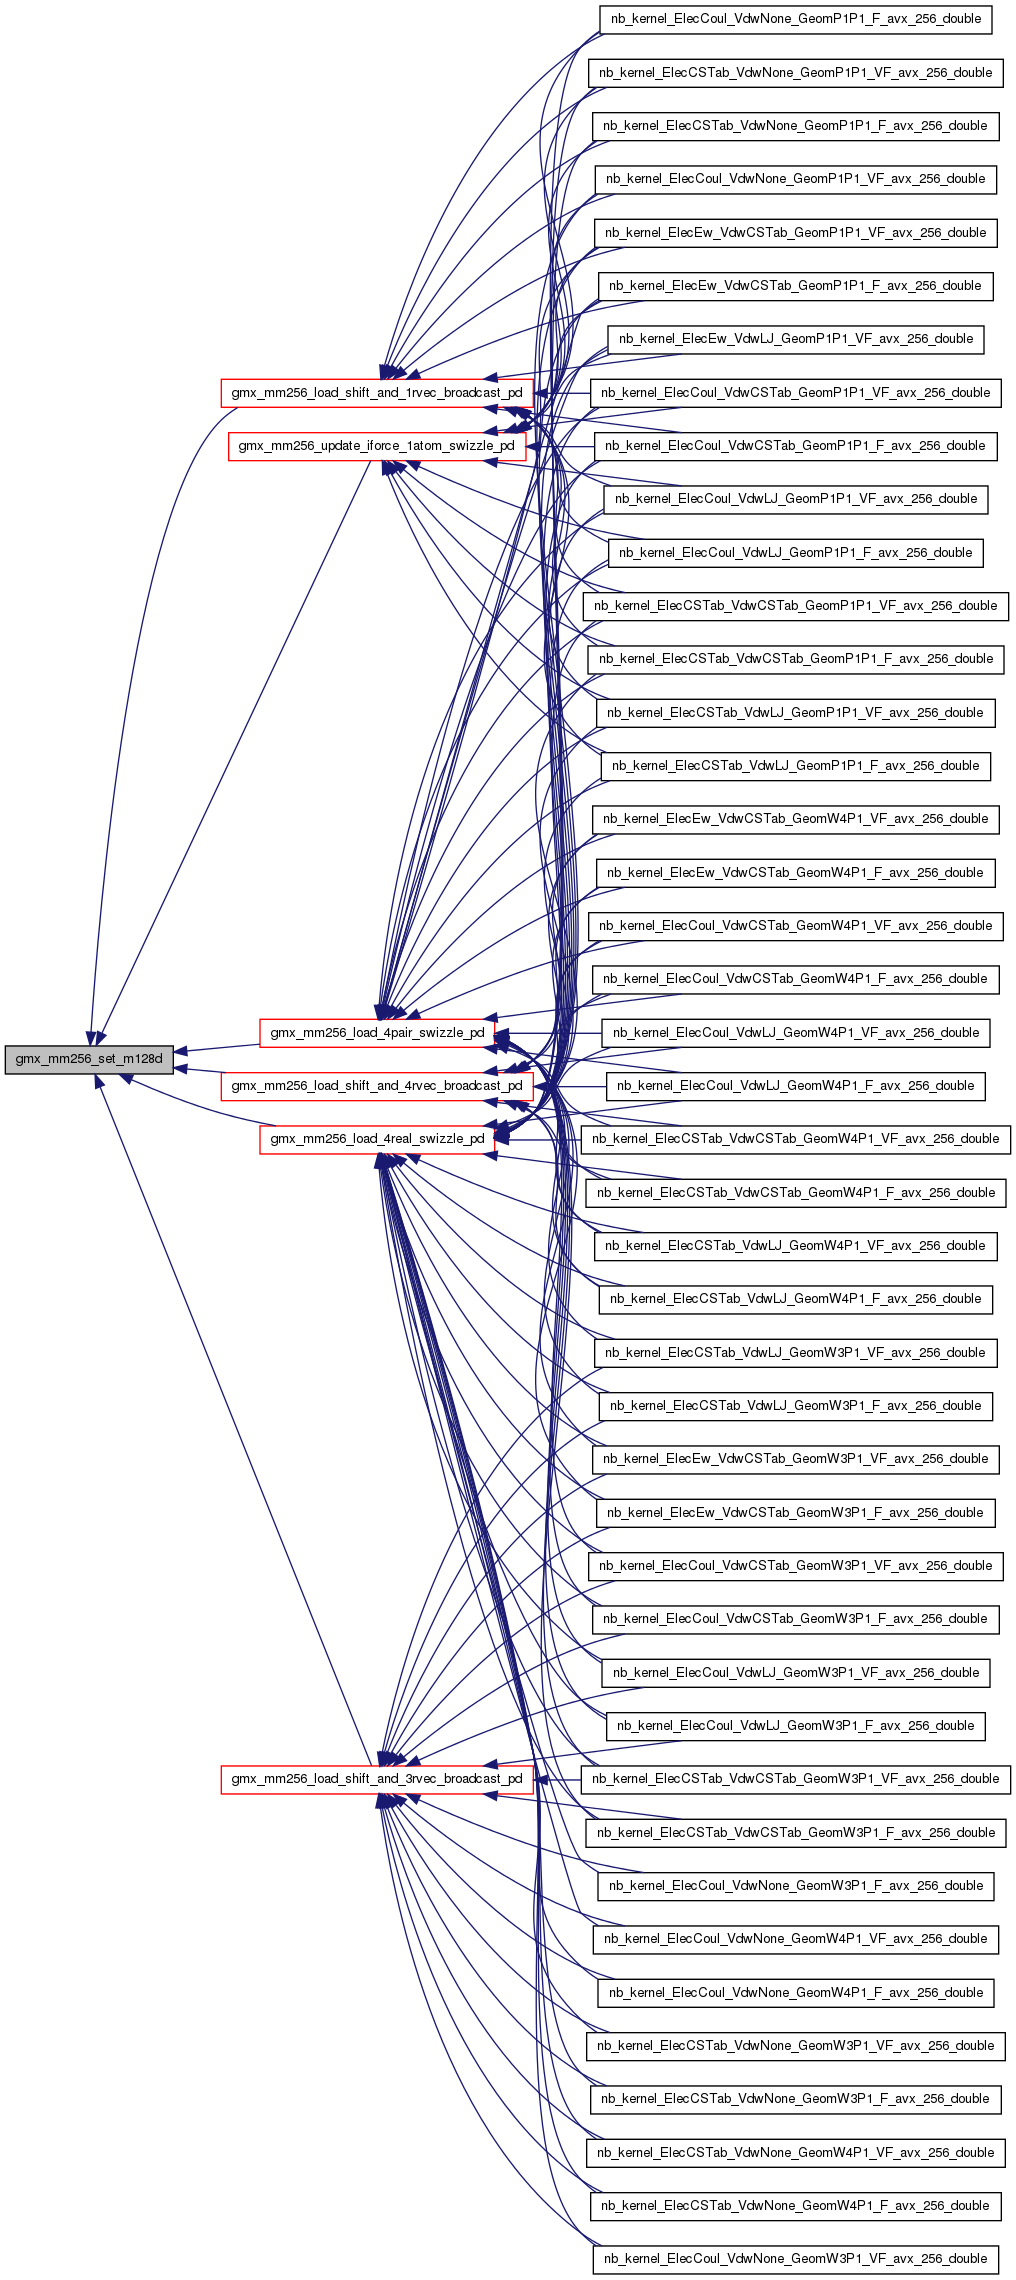 gmx_mm256_set_m128d
gmx_mm256_load_shift_and_1rvec_broadcast_pd
gmx_mm256_update_iforce_1atom_swizzle_pd
gmx_mm256_load_4pair_swizzle_pd
gmx_mm256_load_shift_and_4rvec_broadcast_pd
gmx_mm256_load_4real_swizzle_pd
gmx_mm256_load_shift_and_3rvec_broadcast_pd
nb_kernel_ElecCoul_VdwNone_GeomP1P1_F_avx_256_double
nb_kernel_ElecCSTab_VdwNone_GeomP1P1_VF_avx_256_double
nb_kernel_ElecCSTab_VdwNone_GeomP1P1_F_avx_256_double
nb_kernel_ElecCoul_VdwNone_GeomP1P1_VF_avx_256_double
nb_kernel_ElecEw_VdwCSTab_GeomP1P1_VF_avx_256_double
nb_kernel_ElecEw_VdwCSTab_GeomP1P1_F_avx_256_double
nb_kernel_ElecEw_VdwLJ_GeomP1P1_VF_avx_256_double
nb_kernel_ElecCoul_VdwCSTab_GeomP1P1_VF_avx_256_double
nb_kernel_ElecCoul_VdwCSTab_GeomP1P1_F_avx_256_double
nb_kernel_ElecCoul_VdwLJ_GeomP1P1_VF_avx_256_double
nb_kernel_ElecCoul_VdwLJ_GeomP1P1_F_avx_256_double
nb_kernel_ElecCSTab_VdwCSTab_GeomP1P1_VF_avx_256_double
nb_kernel_ElecCSTab_VdwCSTab_GeomP1P1_F_avx_256_double
nb_kernel_ElecCSTab_VdwLJ_GeomP1P1_VF_avx_256_double
nb_kernel_ElecCSTab_VdwLJ_GeomP1P1_F_avx_256_double
nb_kernel_ElecEw_VdwCSTab_GeomW4P1_VF_avx_256_double
nb_kernel_ElecEw_VdwCSTab_GeomW4P1_F_avx_256_double
nb_kernel_ElecCoul_VdwCSTab_GeomW4P1_VF_avx_256_double
nb_kernel_ElecCoul_VdwCSTab_GeomW4P1_F_avx_256_double
nb_kernel_ElecCoul_VdwLJ_GeomW4P1_VF_avx_256_double
nb_kernel_ElecCoul_VdwLJ_GeomW4P1_F_avx_256_double
nb_kernel_ElecCSTab_VdwCSTab_GeomW4P1_VF_avx_256_double
nb_kernel_ElecCSTab_VdwCSTab_GeomW4P1_F_avx_256_double
nb_kernel_ElecCSTab_VdwLJ_GeomW4P1_VF_avx_256_double
nb_kernel_ElecCSTab_VdwLJ_GeomW4P1_F_avx_256_double
nb_kernel_ElecCSTab_VdwLJ_GeomW3P1_VF_avx_256_double
nb_kernel_ElecCSTab_VdwLJ_GeomW3P1_F_avx_256_double
nb_kernel_ElecEw_VdwCSTab_GeomW3P1_VF_avx_256_double
nb_kernel_ElecEw_VdwCSTab_GeomW3P1_F_avx_256_double
nb_kernel_ElecCoul_VdwCSTab_GeomW3P1_VF_avx_256_double
nb_kernel_ElecCoul_VdwCSTab_GeomW3P1_F_avx_256_double
nb_kernel_ElecCoul_VdwLJ_GeomW3P1_VF_avx_256_double
nb_kernel_ElecCoul_VdwLJ_GeomW3P1_F_avx_256_double
nb_kernel_ElecCSTab_VdwCSTab_GeomW3P1_VF_avx_256_double
nb_kernel_ElecCSTab_VdwCSTab_GeomW3P1_F_avx_256_double
nb_kernel_ElecCoul_VdwNone_GeomW3P1_F_avx_256_double
nb_kernel_ElecCoul_VdwNone_GeomW4P1_VF_avx_256_double
nb_kernel_ElecCoul_VdwNone_GeomW4P1_F_avx_256_double
nb_kernel_ElecCSTab_VdwNone_GeomW3P1_VF_avx_256_double
nb_kernel_ElecCSTab_VdwNone_GeomW3P1_F_avx_256_double
nb_kernel_ElecCSTab_VdwNone_GeomW4P1_VF_avx_256_double
nb_kernel_ElecCSTab_VdwNone_GeomW4P1_F_avx_256_double
nb_kernel_ElecCoul_VdwNone_GeomW3P1_VF_avx_256_double